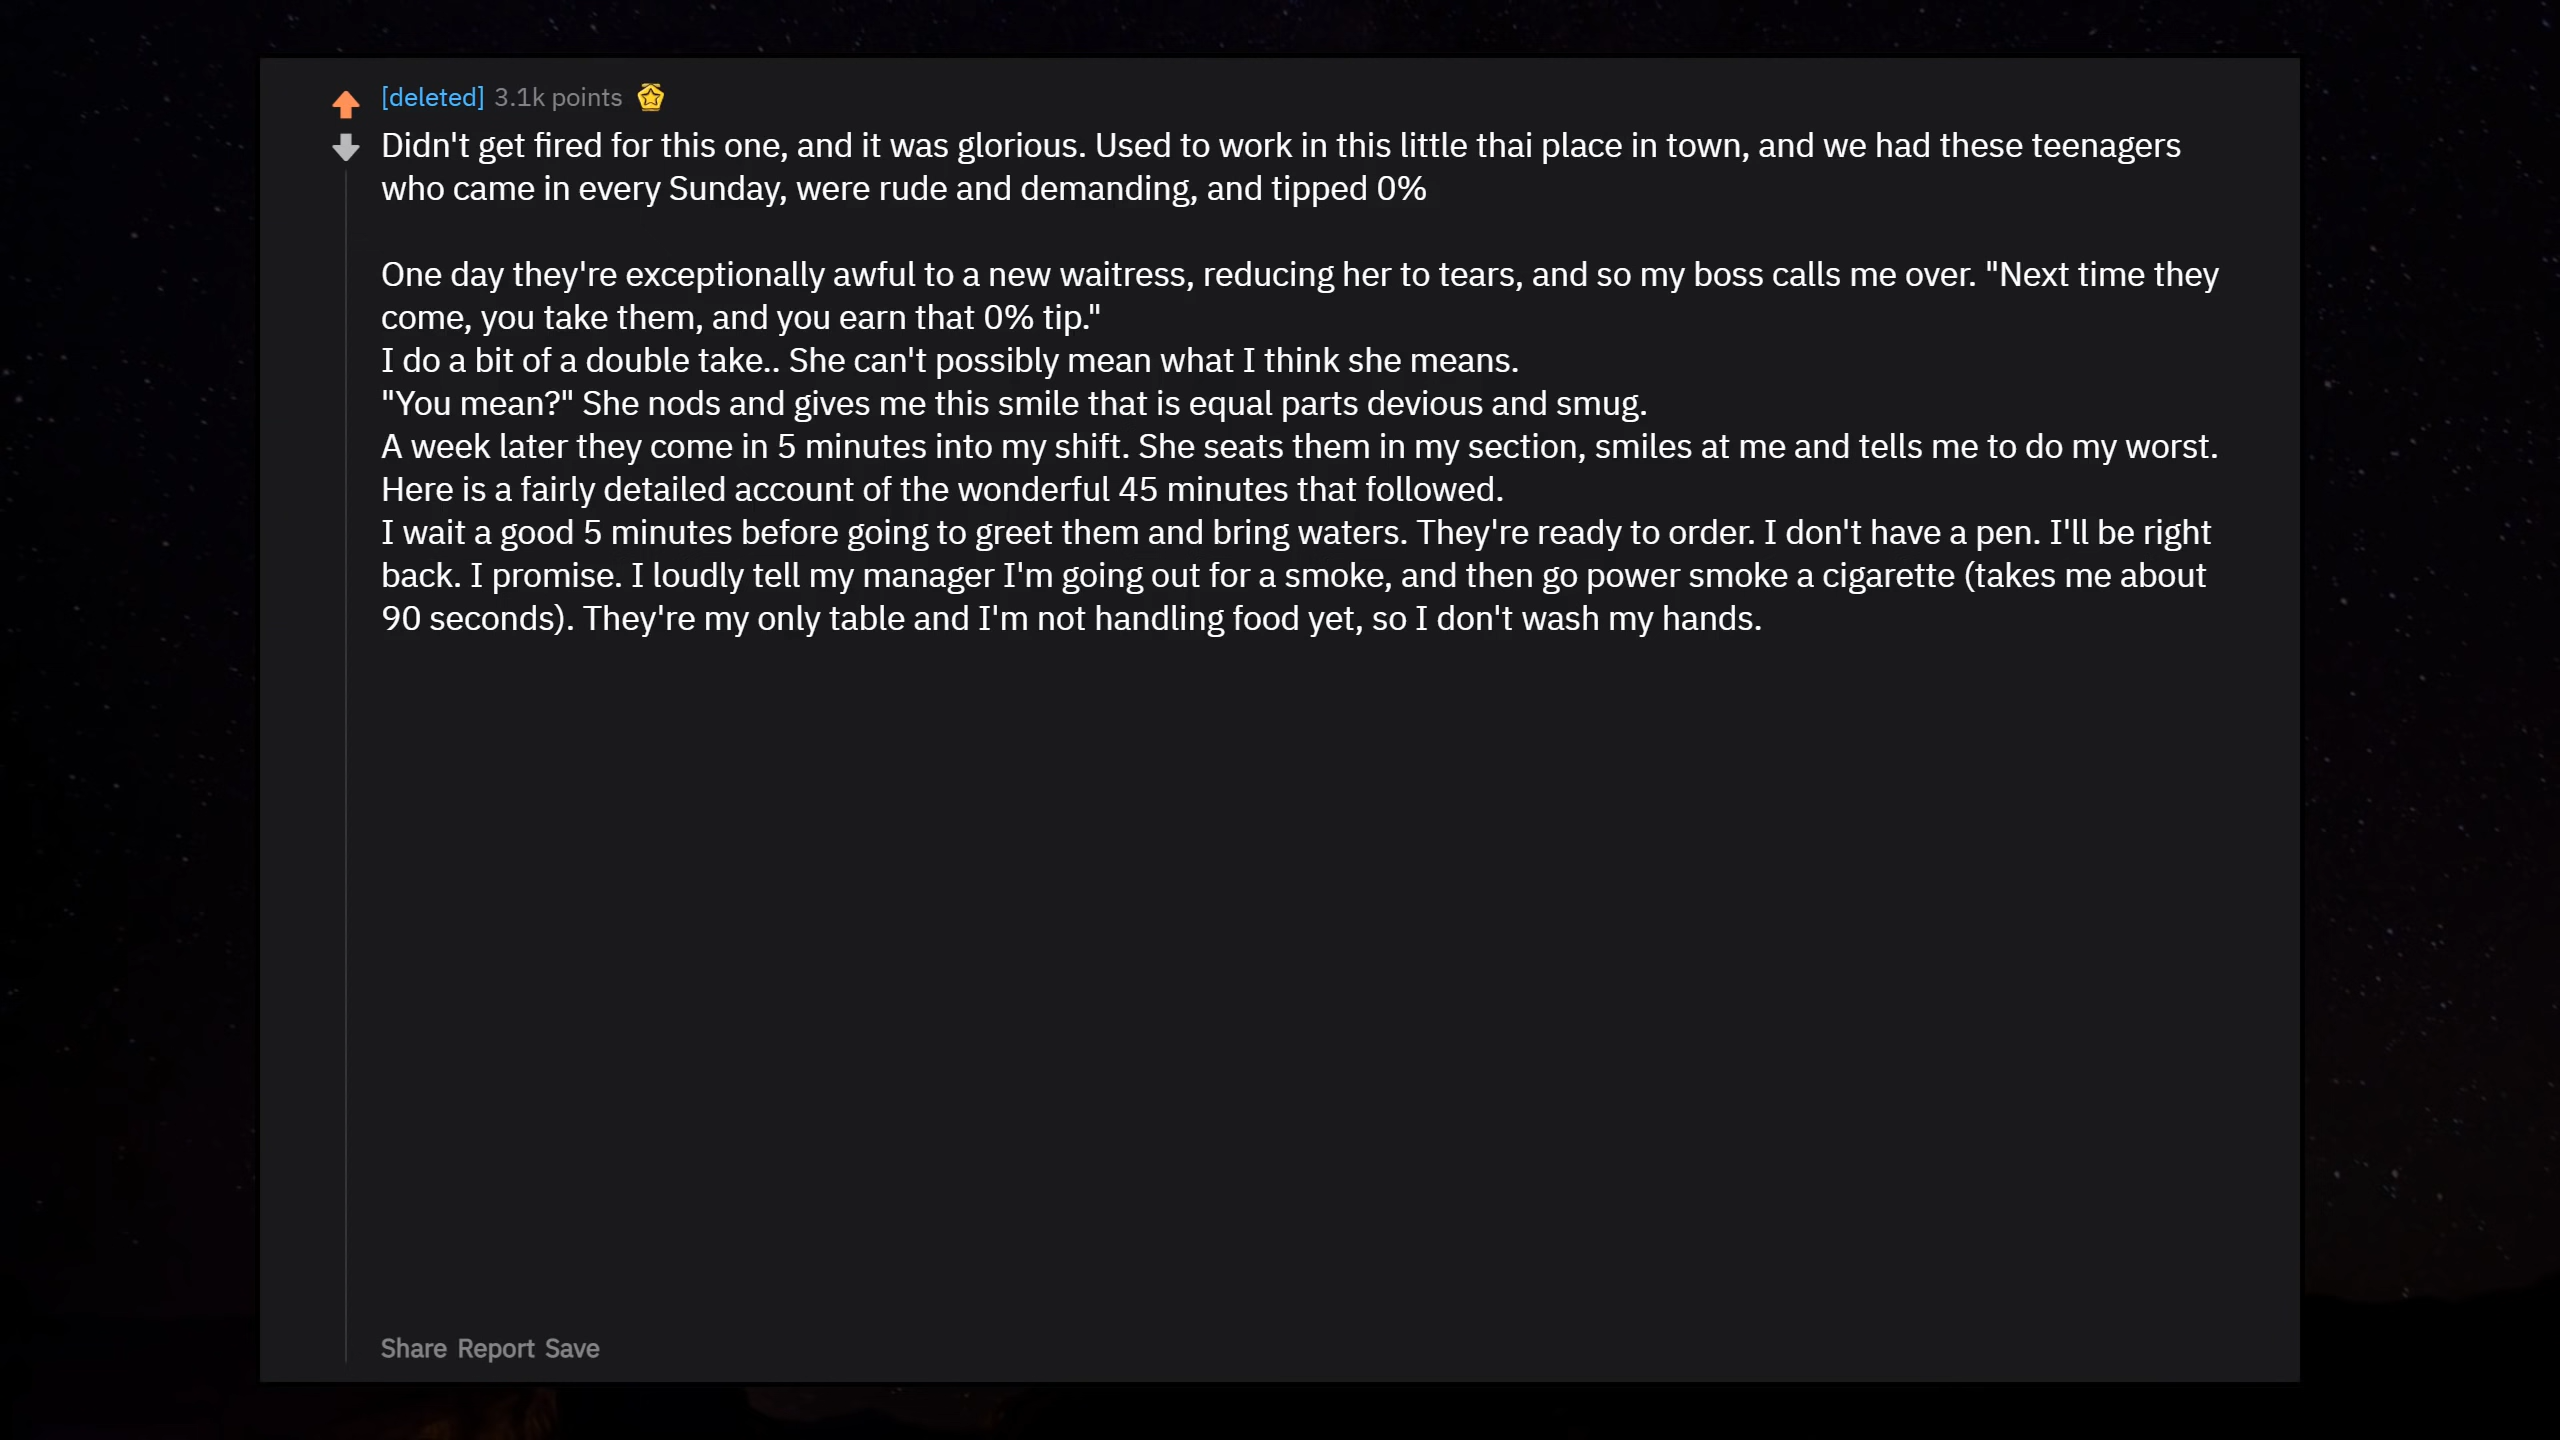 [deleted] 3.1k points
Didn't get fired for this one, and it was glorious. Used to work in this little thai place in town, and we had these teenagers
who came in every Sunday, were rude and demanding, and tipped 0%
One day they're exceptionally awful to a new waitress, reducing her to tears, and so my boss calls me over. "Next time they
come, you take them, and you earn that 0% tip."
I do a bit of a double take.. She can't possibly mean what I think she means.
"You mean?" She nods and gives me this smile that is equal parts devious and smug.
A week later they come in 5 minutes into my shift. She seats them in my section, smiles at me and tells me to do my worst.
Here is a fairly detailed account of the wonderful 45 minutes that followed.
I wait a good 5 minutes before going to greet them and bring waters. They're ready to order. I don't have a pen. I'll be right
back. I promise. I loudly tell my manager I'm going out for a smoke, and then go power smoke a cigarette (takes me about
90 seconds). They're my only table and I'm not handling food yet, so I don't wash my hands.
Share Report Save